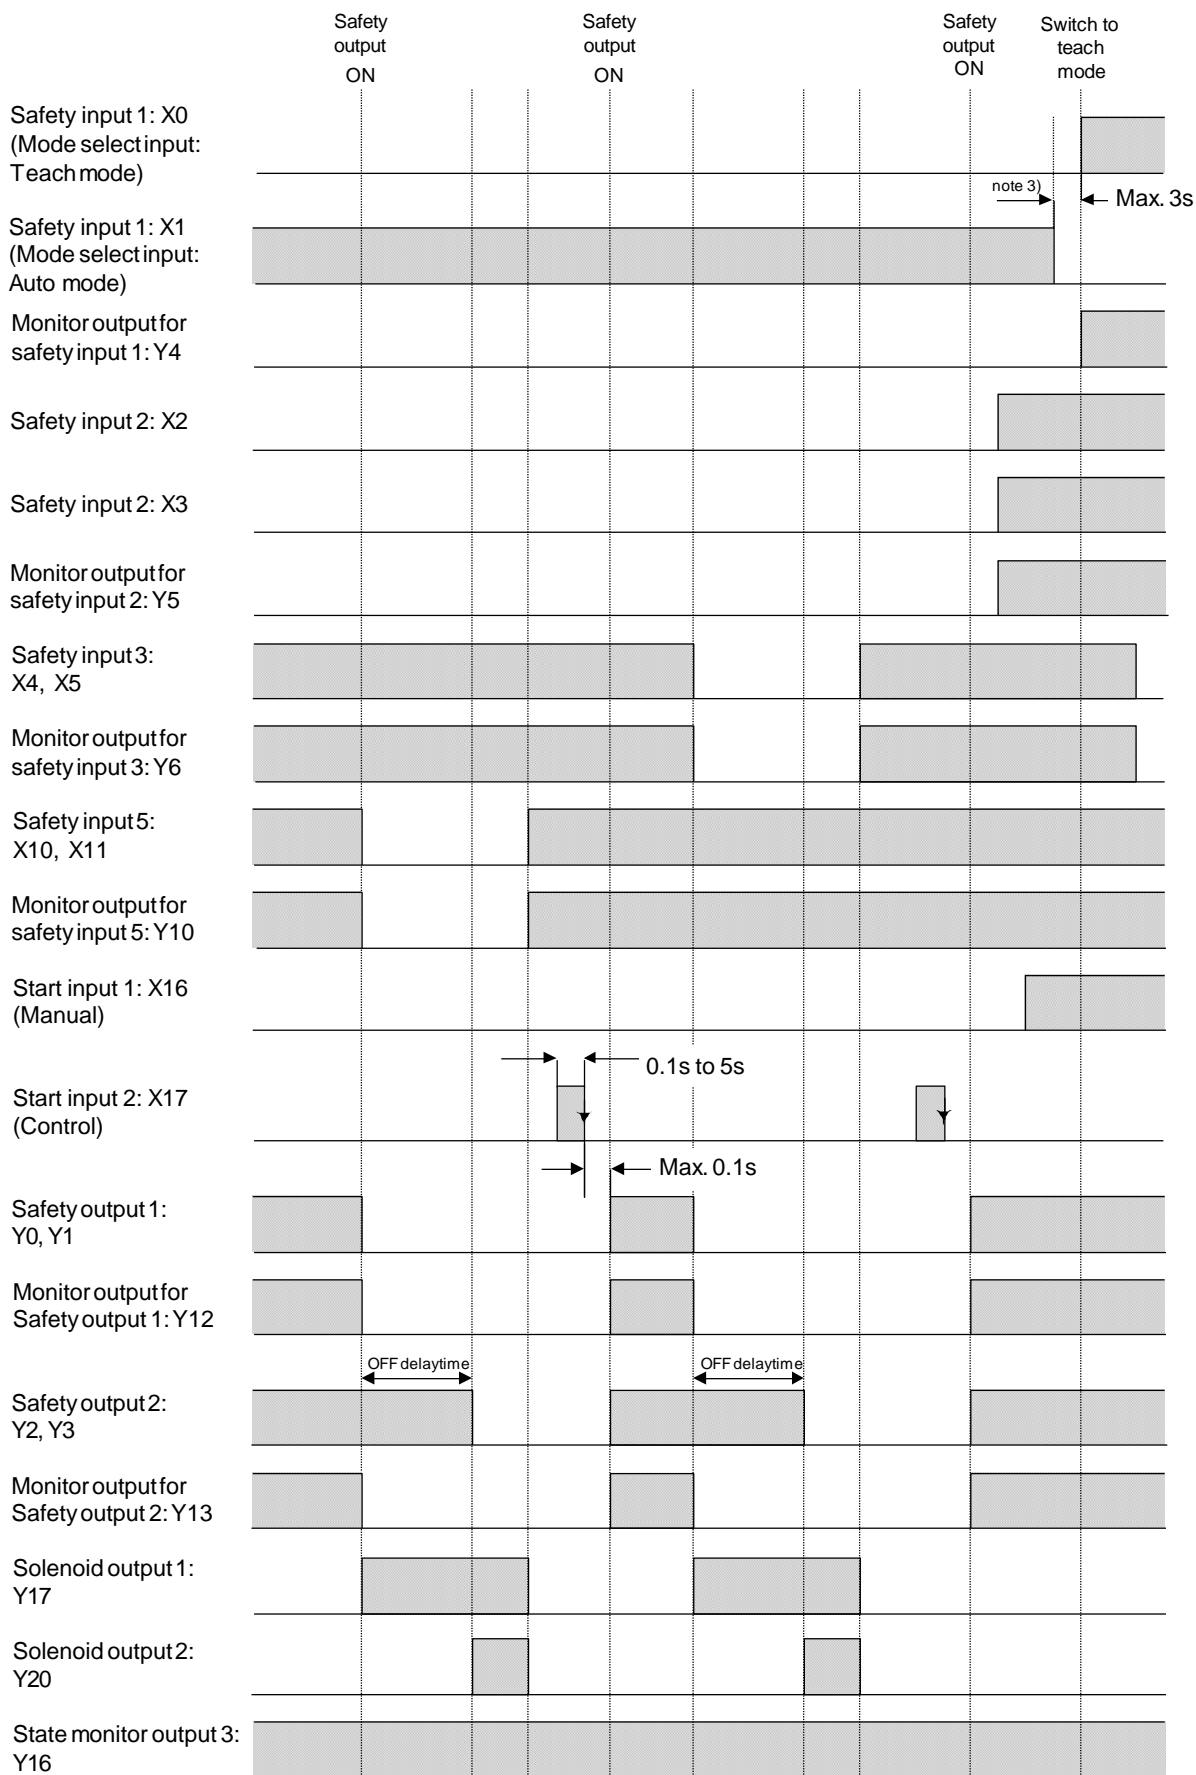 Safety
output
ON
Safety
output
ON
Safety
output
ON
Switch to
teach
mode
Safety input 1: X0
(Mode select input:
Teach mode)
note 3)
Max. 3s
Safety input 1: X1
(Mode select input:
Auto mode)
Monitor output for
safety input 1: Y4
Safety input 2: X2
Safety input 2: X3
Monitor output for
safety input 2: Y5
Safety input 3:
X4, X5
Monitor output for
safety input 3: Y6
Safety input 5:
X10, X11
Monitor output for
safety input 5: Y10
Start input 1: X16
(Manual)
0.1s to 5s
Start input 2: X17
(Control)
Max. 0.1s
Safety output 1:
Y0, Y1
Monitor output for
Safety output 1: Y12
OFF delay time
OFF delay time
Safety output 2:
Y2, Y3
Monitor output for
Safety output 2: Y13
Solenoid output 1:
Y17
Solenoid output 2:
Y20
State monitor output 3:
Y16